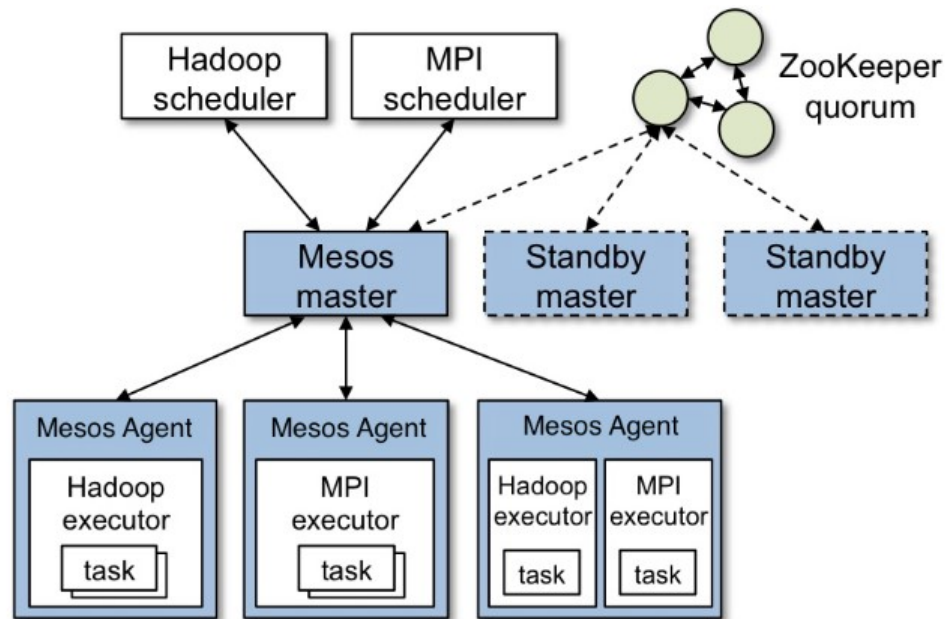 Hadoop
scheduler
MPI
scheduler
ZooKeeper
quorum
Mesos
master
Standby
master
Standby
master
Mesos Agent
Hadoop
executor
task
Mesos Agent
MPI
executor
task
Mesos Agent
Hadoop
executor
task
MPI
executor
task